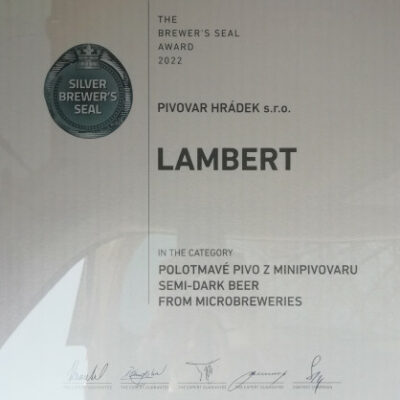 THE
BREWER'S SEAL
AWARD
2022
SILVER
BREWER'S
SEAL
PIVOVAR HRÁDEK s.r.o.
LAMBERT
IN THE CATEGORY
POLOTMAVÉ PIVO Z MINIPIVOVARU
SEMI-DARK BEER
FROM MICROBREWERIES